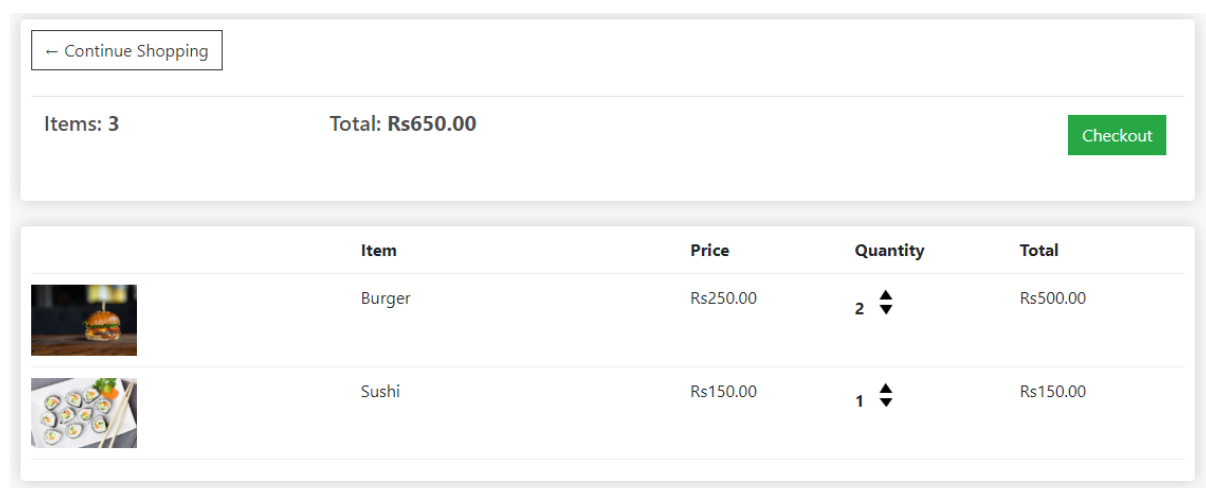 ← Continue Shopping
Items: 3 Total: Rs650.00 Checkout
Item Price Quantity Total
Burger Rs250.00 2 Rs500.00
Sushi Rs150.00 1 Rs150.00